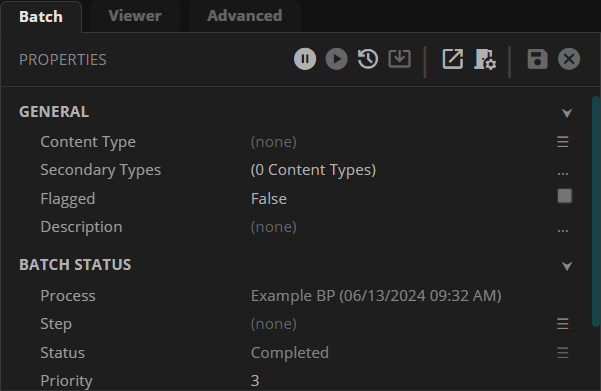 Batch Viewer Advanced
PROPERTIES
GENERAL
Content Type (none)
Secondary Types (0 Content Types) ...
Flagged False
Description (none) ...
BATCH STATUS
Process Example BP (06/13/2024 09:32 AM)
Step (none)
Status Completed
Priority 3